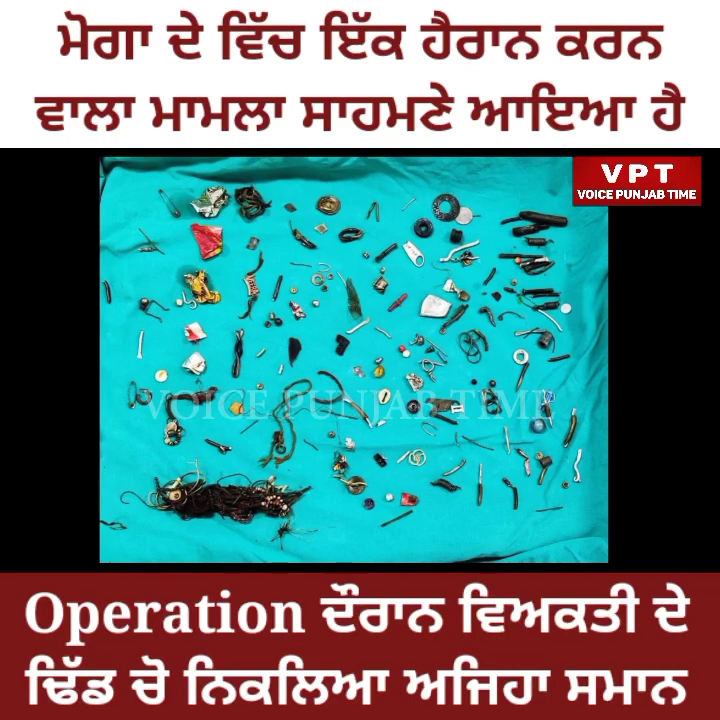 ਮੋਗਾ ਦੇ ਵਿੱਚ ਇੱਕ ਹੈਰਾਨ ਕਰਨ
ਵਾਲਾ ਮਾਮਲਾ ਸਾਹਮਣੇ ਆਇਆ ਹੈ
VPT
VOICE PUNJAB TIME
VOICE PUNJAB TIME
Operation ਦੌਰਾਨ ਵਿਅਕਤੀ ਦੇ
ਢਿੱਡ ਚੋ ਨਿਕਲਿਆ ਅਜਿਹਾ ਸਮਾਨ